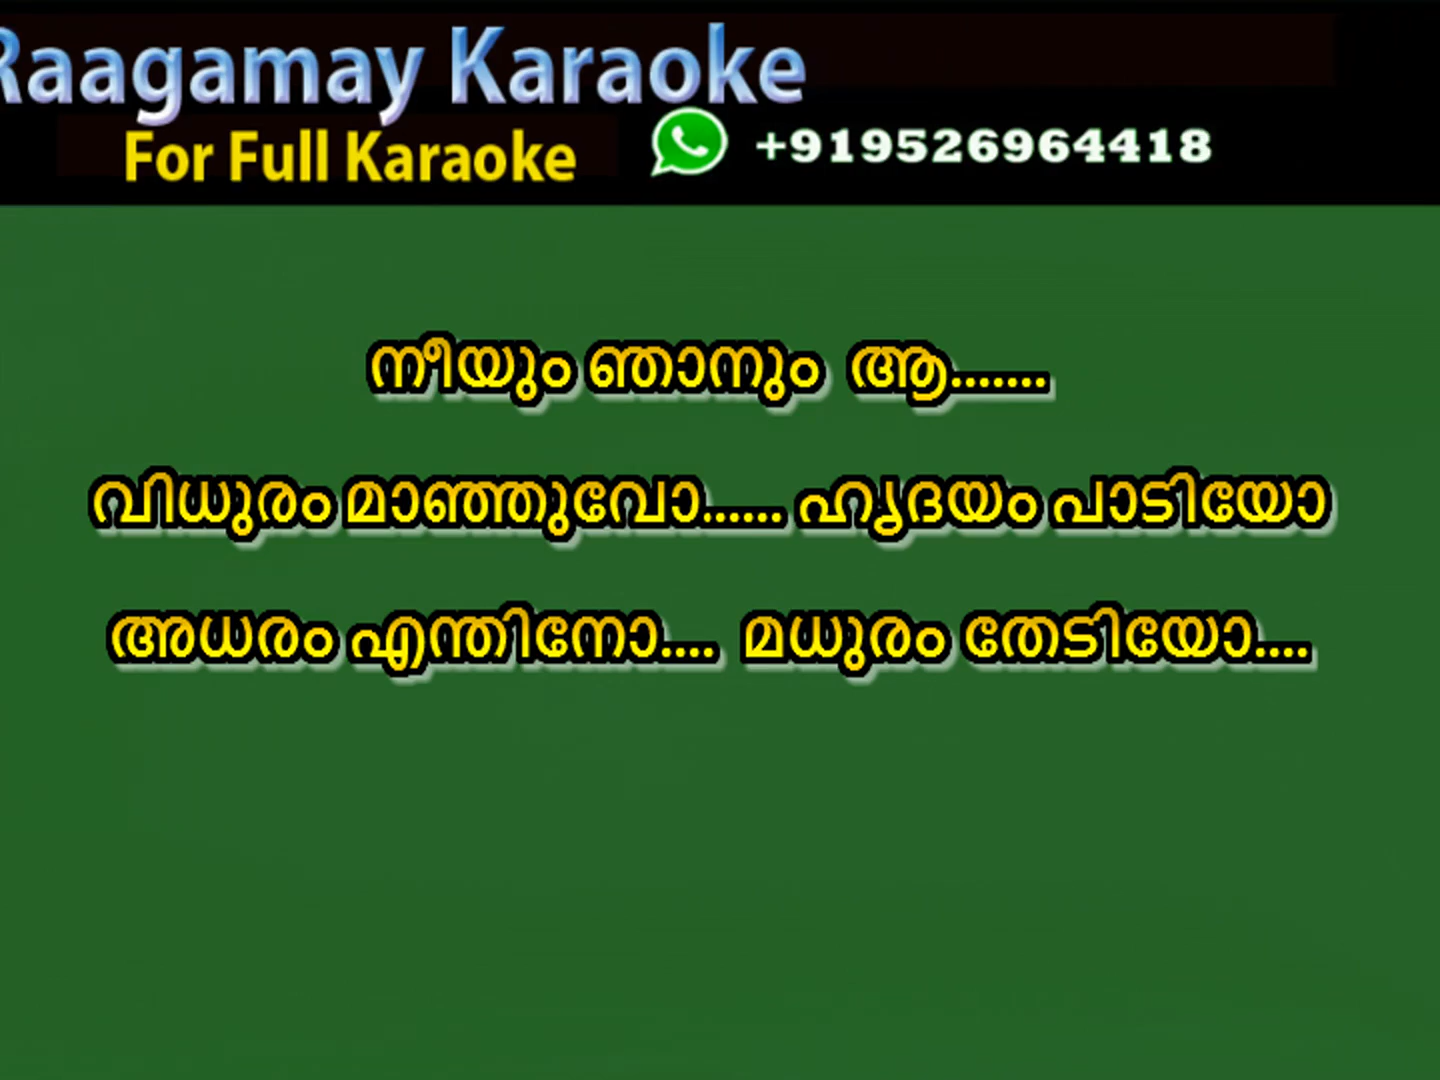 Raagamay Karaoke
For Full Karaoke +919526964418
നീയും ഞാനും ആ.......
വിധുരം മാഞ്ഞുവോ...... ഹൃദയം പാടിയോ
അധരം എന്തിനോ.... മധുരം തേടിയോ....